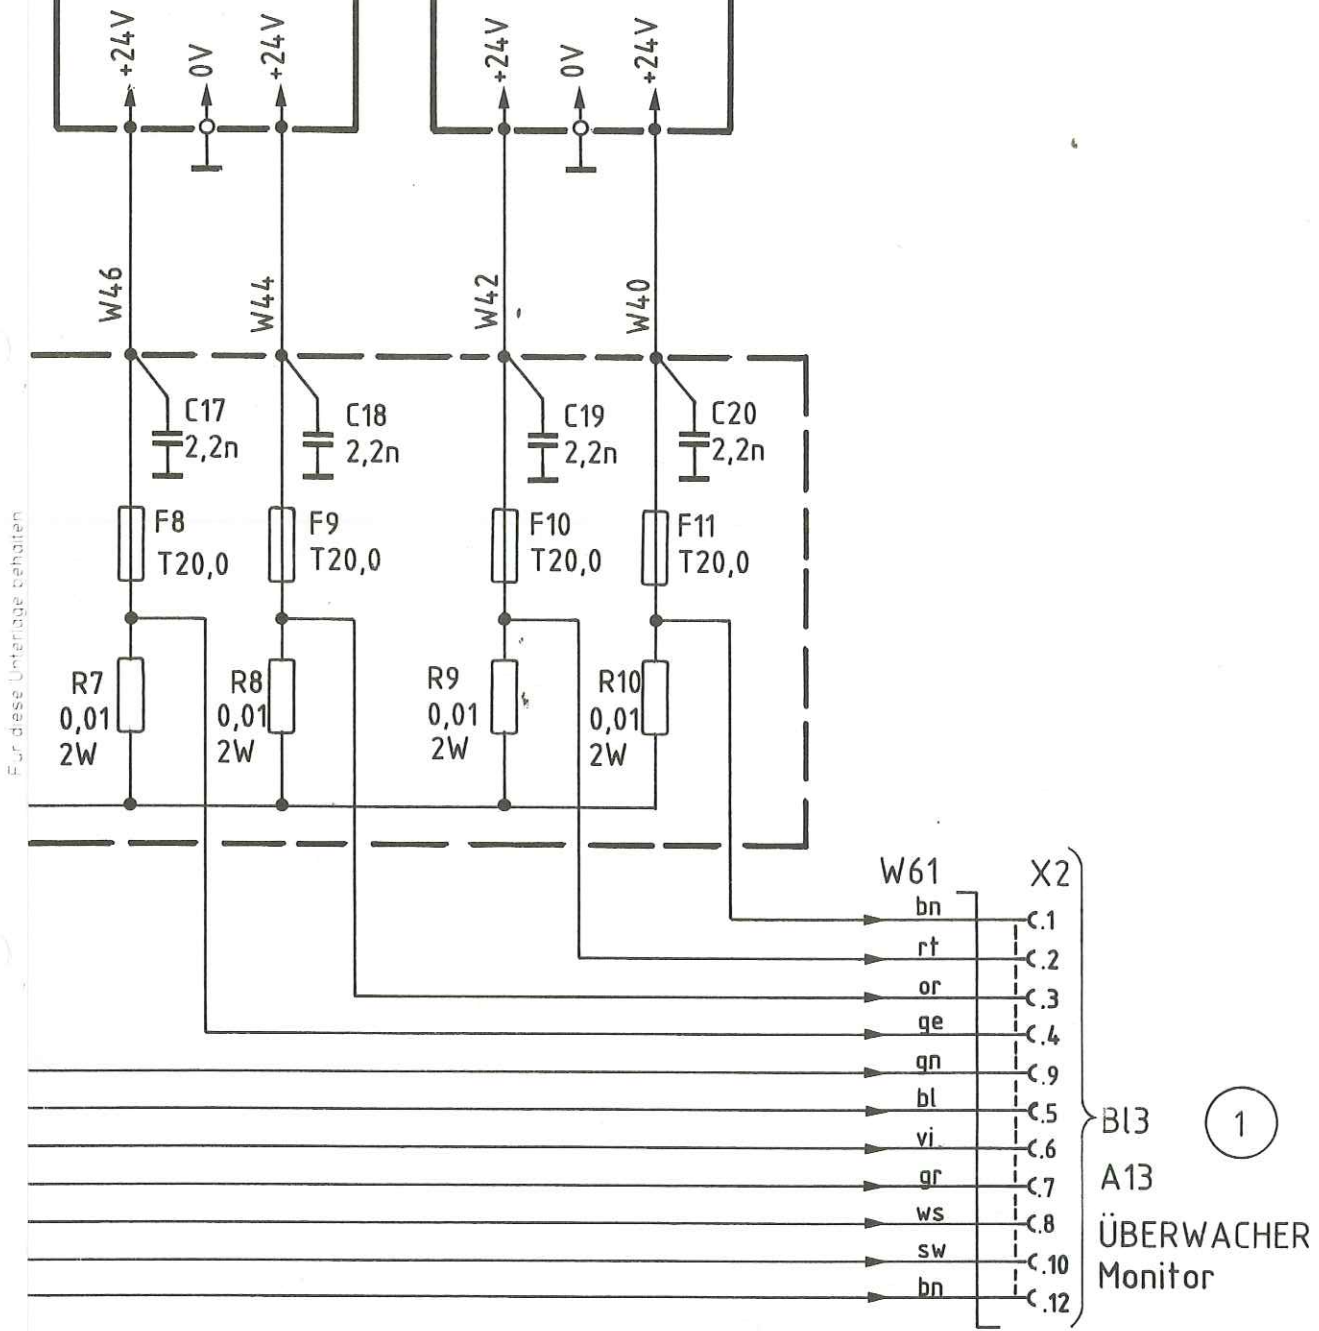 +24V
0V
+24V
+24V
0V
+24V
W46
W44
W42
W40
C17
2,2n
C18
2,2n
C19
2,2n
C20
2,2n
F8
T20,0
F9
T20,0
F10
T20,0
F11
T20,0
Für diese Unterlage behalten
R7
0,01
2W
R8
0,01
2W
R9
0,01
2W
R10
0,01
2W
W61
X2
bn
.1
rt
.2
or
.3
ge
.4
gn
.9
bl
.5
vi
.6
gr
.7
ws
.8
sw
.10
bn
.12
Bl3
1
A13
ÜBERWACHER
Monitor